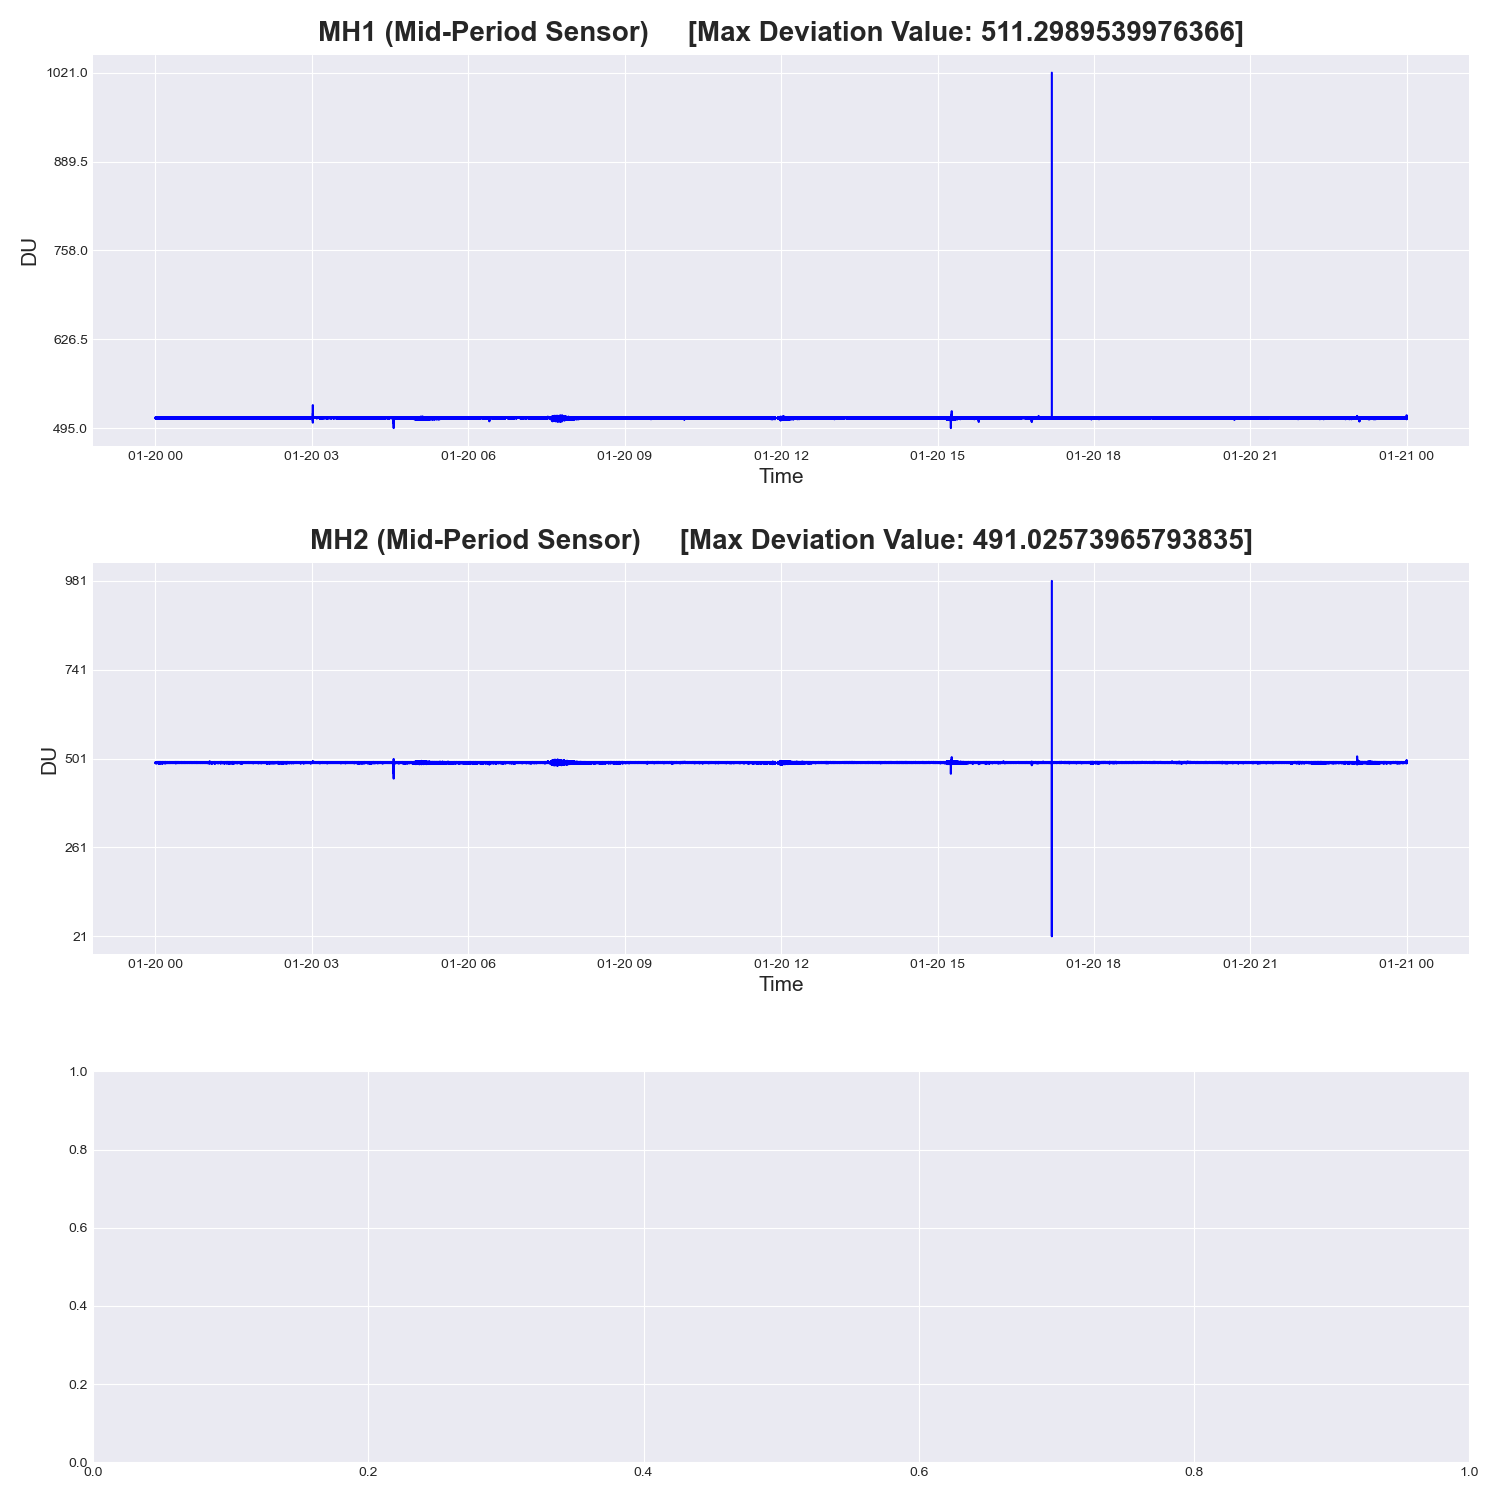 MH1 (Mid-Period Sensor) [Max Deviation Value: 511.2989539976366]
1021.0
889.5
758.0
626.5
495.0
DU
01-20 00 01-20 03 01-20 06 01-20 09 01-20 12 01-20 15 01-20 18 01-20 21 01-21 00
Time
MH2 (Mid-Period Sensor) [Max Deviation Value: 491.02573965793835]
981
741
501
261
21
DU
01-20 00 01-20 03 01-20 06 01-20 09 01-20 12 01-20 15 01-20 18 01-20 21 01-21 00
Time
1.0
0.8
0.6
0.4
0.2
0.0
0.0 0.2 0.4 0.6 0.8 1.0